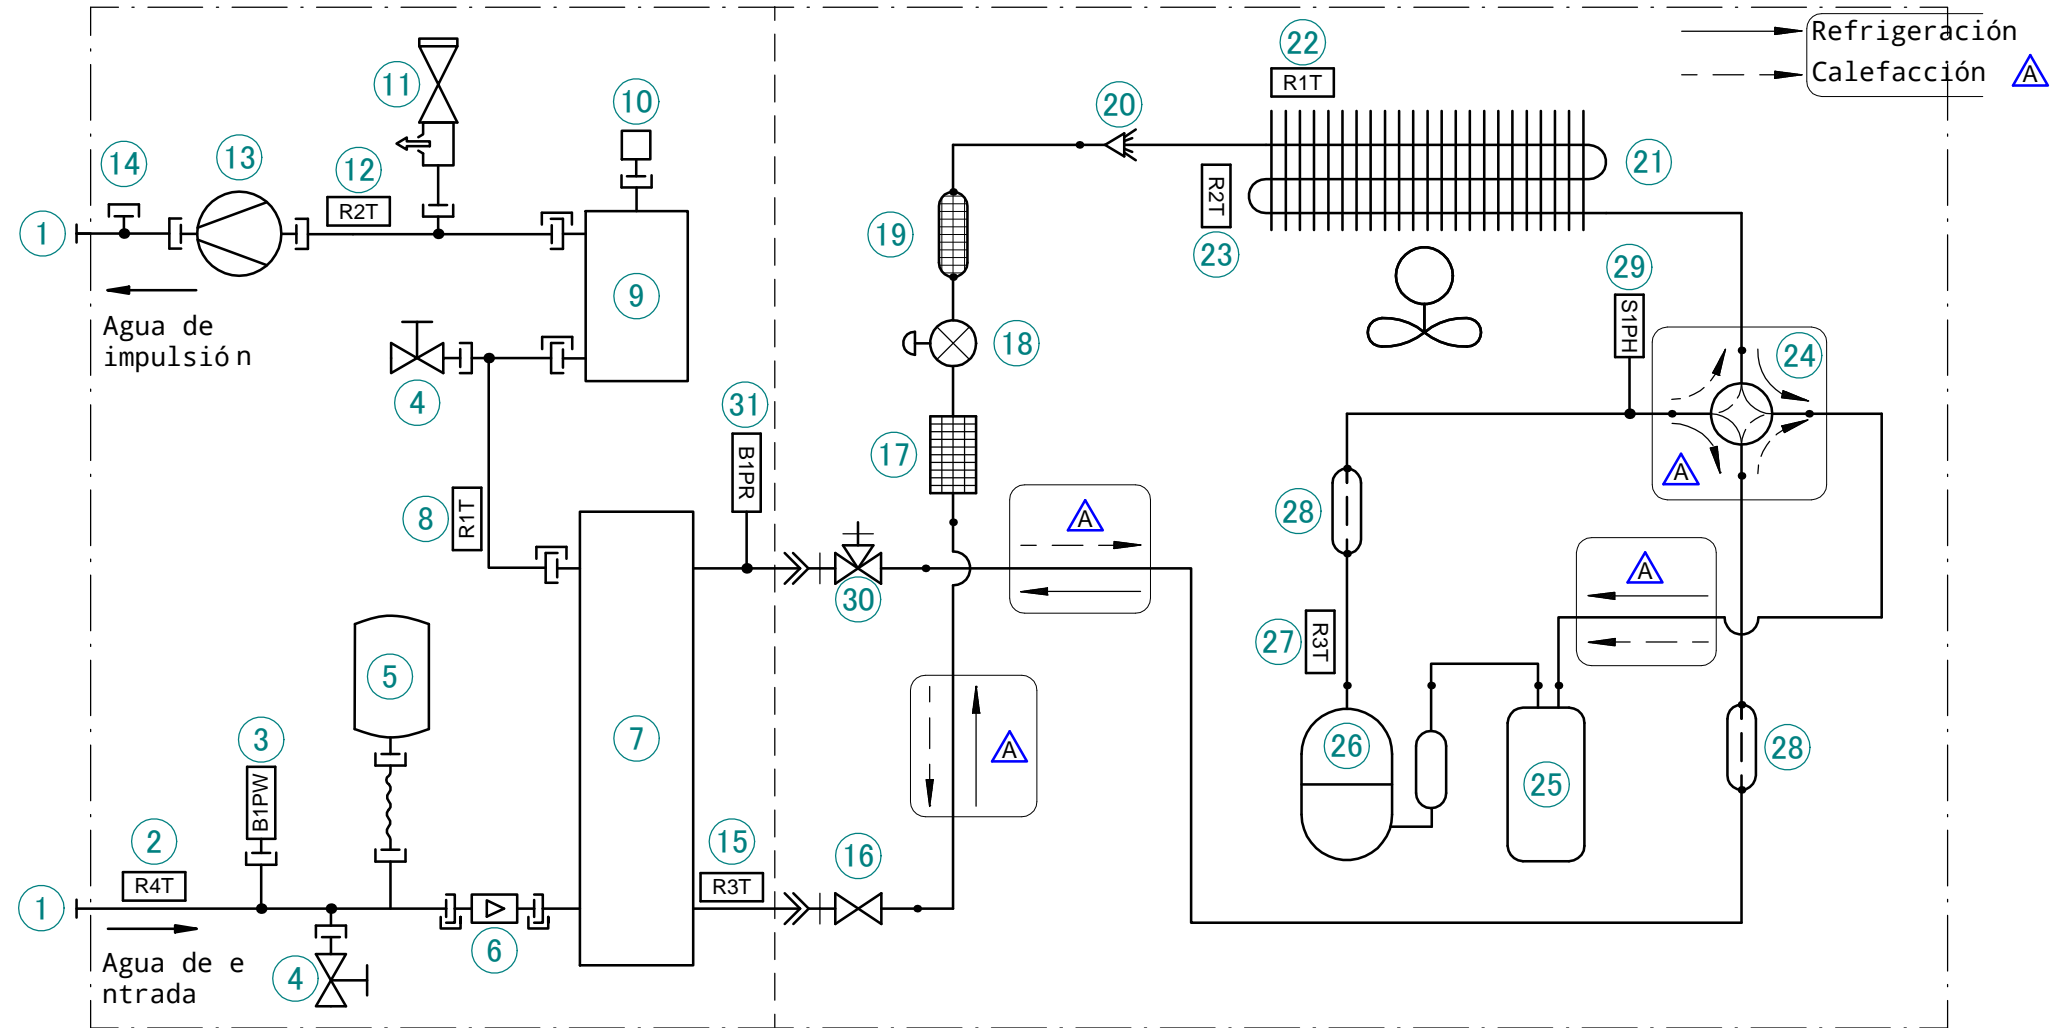 Refrigeración
Calefacción A
22
R1T
11
10
20
14
13
12
R2T
21
R2T
23
1
19
9
29
S1PH
Agua de
impulsión
18
24
4
31
B1PR
17
A
8
R1T
28
A
A
30
27
R3T
5
7
3
B1PW
A
26
25
28
2
R4T
15
R3T
16
1
6
4
Agua de e
ntrada